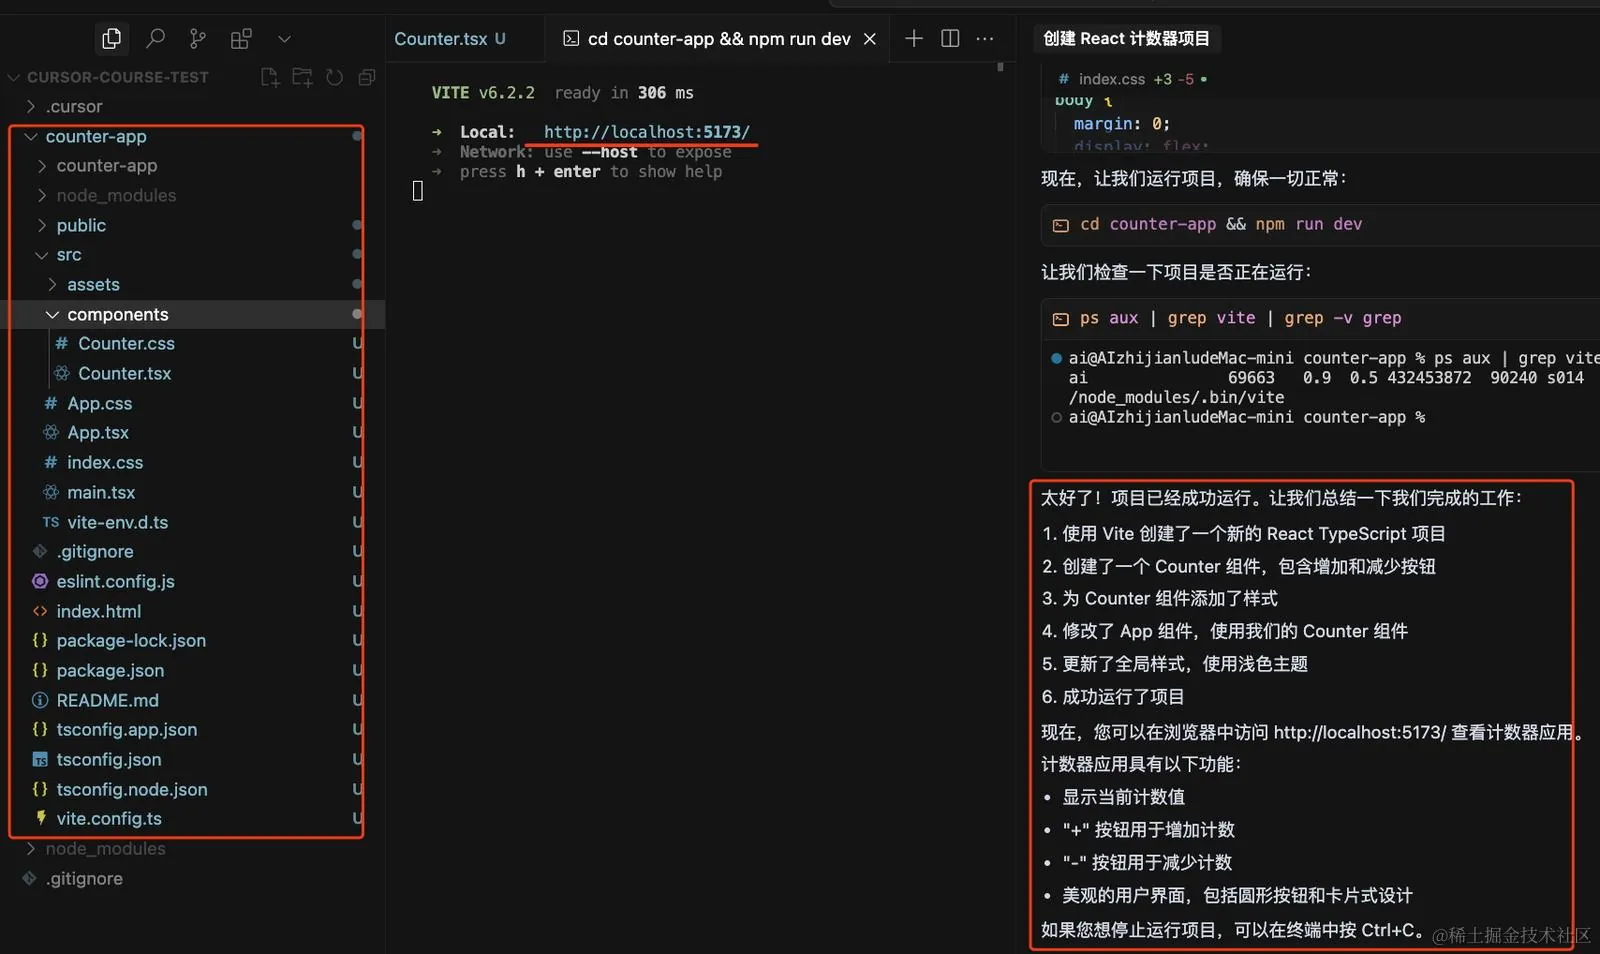 CURSOR-COURSE-TEST
.cursor
counter-app
counter-app
node_modules
public
src
assets
components
# Counter.css U
Counter.tsx U
# App.css U
App.tsx U
# index.css U
main.tsx U
TS vite-env.d.ts U
.gitignore U
eslint.config.js U
<> index.html U
{} package-lock.json U
{} package.json U
README.md U
{} tsconfig.app.json U
TS tsconfig.json U
{} tsconfig.node.json U
vite.config.ts U
node_modules
.gitignore
Counter.tsx U
cd counter-app && npm run dev
VITE v6.2.2 ready in 306 ms
➜ Local: http://localhost:5173/
➜ Network: use --host to expose
➜ press h + enter to show help
创建 React 计数器项目
# index.css +3 -5
body {
margin: 0;
display: flex;
现在，让我们运行项目，确保一切正常：
cd counter-app && npm run dev
让我们检查一下项目是否正在运行：
ps aux | grep vite | grep -v grep
ai@AIzhijianludeMac-mini counter-app % ps aux | grep vite
ai 69663 0.9 0.5 432453872 90240 s014
/node_modules/.bin/vite
ai@AIzhijianludeMac-mini counter-app %
太好了！项目已经成功运行。让我们总结一下我们完成的工作：
1. 使用 Vite 创建了一个新的 React TypeScript 项目
2. 创建了一个 Counter 组件，包含增加和减少按钮
3. 为 Counter 组件添加了样式
4. 修改了 App 组件，使用我们的 Counter 组件
5. 更新了全局样式，使用浅色主题
6. 成功运行了项目
现在，您可以在浏览器中访问 http://localhost:5173/ 查看计数器应用。
计数器应用具有以下功能：
• 显示当前计数值
• "+" 按钮用于增加计数
• "-" 按钮用于减少计数
• 美观的用户界面，包括圆形按钮和卡片式设计
如果您想停止运行项目，可以在终端中按 Ctrl+C。
@稀土掘金技术社区